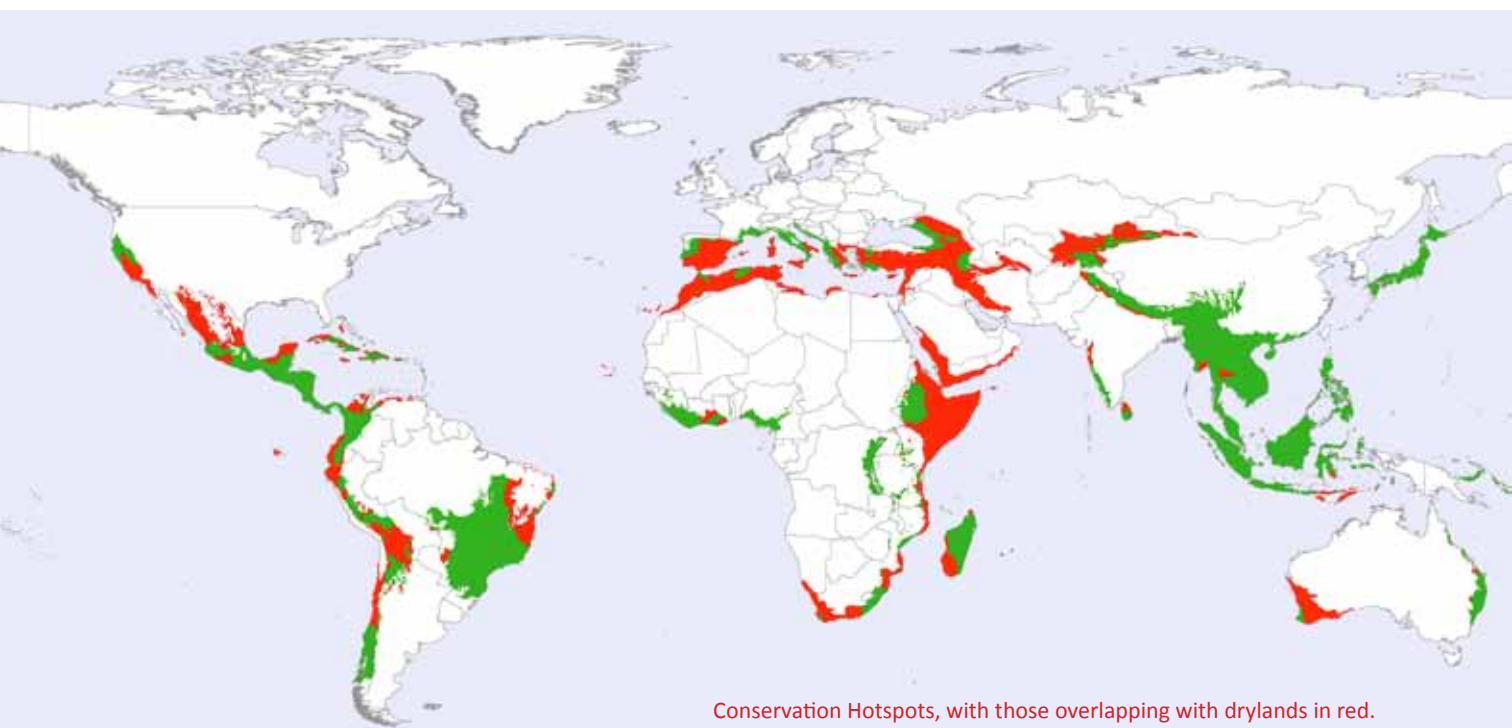 Conservation Hotspots, with those overlapping with drylands in red.